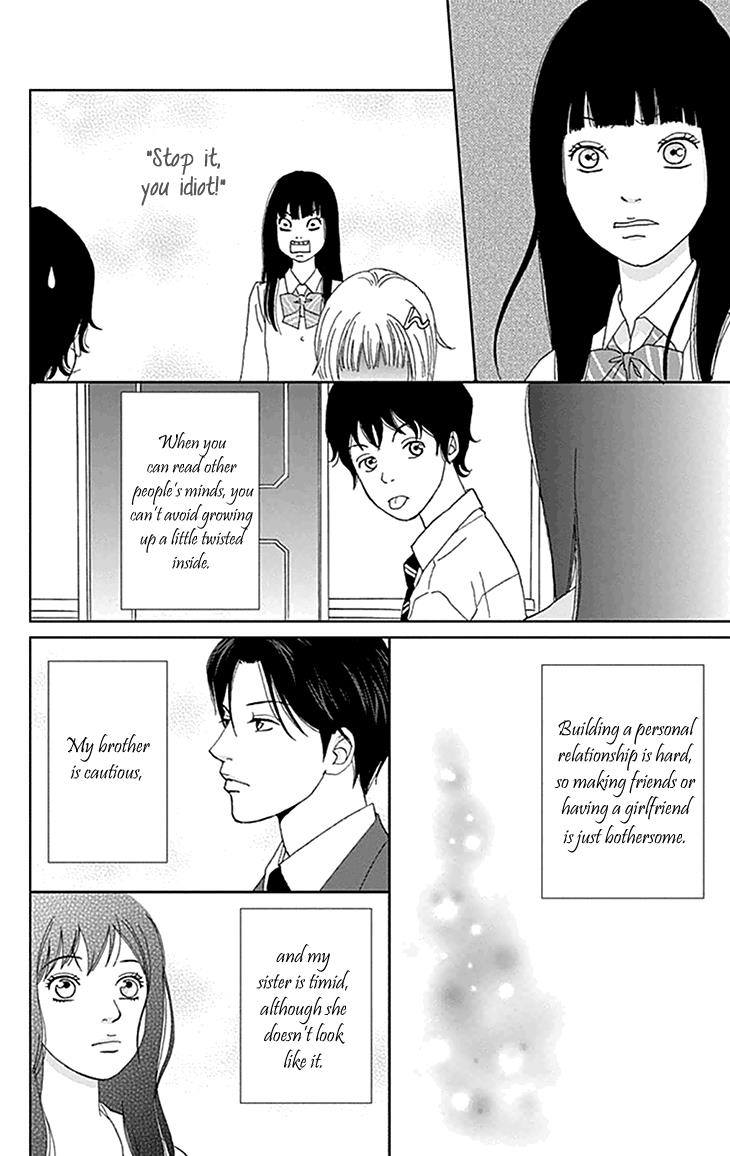 "Stop it,
you idiot!"
When you
can read other
people's minds, you
can't avoid growing
up a little twisted
inside.
Building a personal
relationship is hard,
so making friends or
having a girlfriend
is just bothersome.
My brother
is cautious,
and my
sister is timid,
although she
doesn't look
like it.